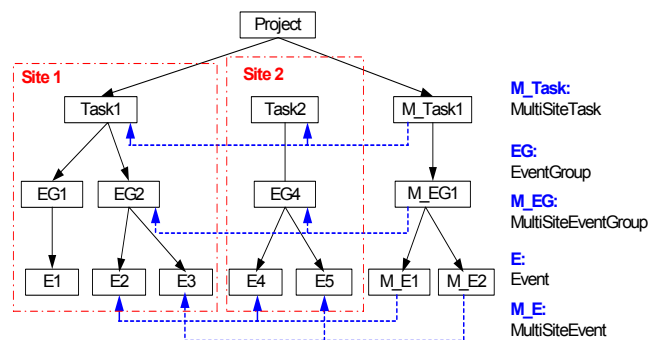 Project
Site 1
Site 2
M_Task:
MultiSiteTask
Task1
Task2
M_Task1
EG:
EventGroup
EG1
EG2
EG4
M_EG1
M_EG:
MultiSiteEventGroup
E:
Event
E1
E2
E3
E4
E5
M_E1
M_E2
M_E:
MultiSiteEvent